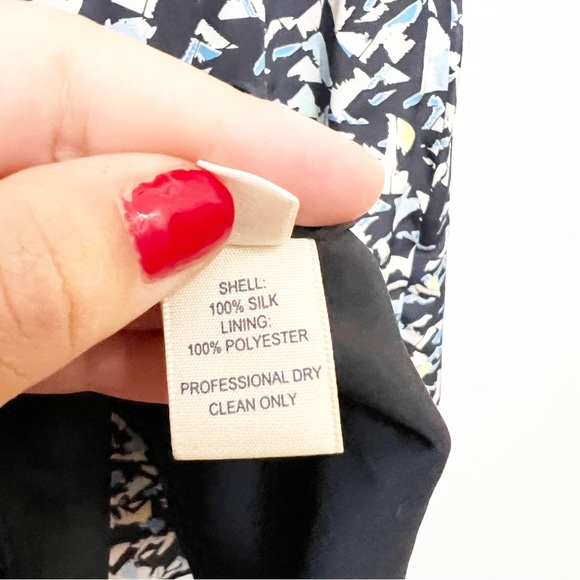 SHELL:
100% SILK
LINING:
100% POLYESTER
PROFESSIONAL DRY
CLEAN ONLY